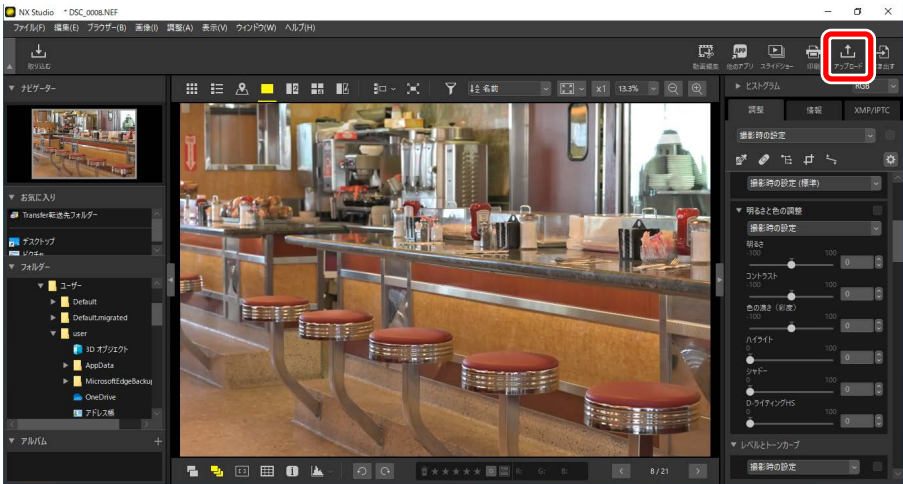 NX Studio * DSC_0008.NEF
ファイル(F) 編集(E) ブラウザー(B) 画像(I) 調整(A) 表示(V) ウインドウ(W) ヘルプ(H)
取り込む
動画編集 他のアプリ スライドショー 印刷 アップロード き出す
ナビゲーター
名前
x1
13.3%
お気に入り
Transfer転送先フォルダー
デスクトップ
ピクチャ
フォルダー
ユーザー
Default
Default.migrated
user
3D オブジェクト
AppData
MicrosoftEdgeBackup
OneDrive
アドレス帳
アルバム
R: G: B:
8/21
ヒストグラム RGB
調整 情報 XMP/IPTC
撮影時の設定
撮影時の設定 (標準)
明るさと色の調整
撮影時の設定
明るさ
-100 100
0
コントラスト
-100 100
0
色の濃さ (彩度)
-100 100
0
ハイライト
0 100
0
シャドー
0 100
0
D-ライティングHS
0 100
0
レベルとトーンカーブ
撮影時の設定